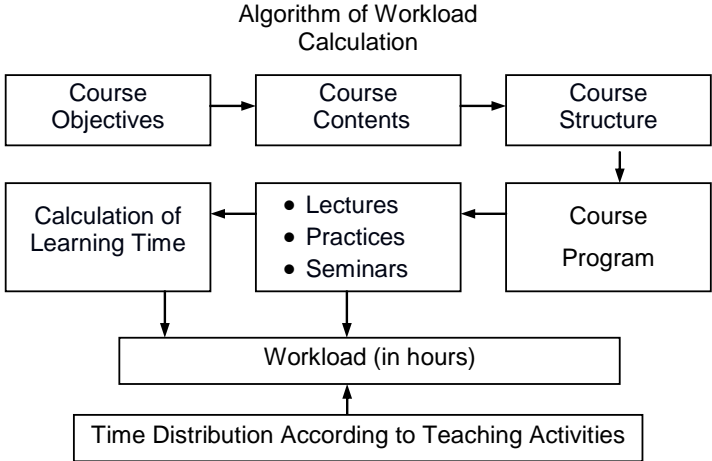 Algorithm of Workload
Calculation
Course
Objectives
Course
Contents
Course
Structure
Calculation of
Learning Time
• Lectures
• Practices
• Seminars
Course
Program
Workload (in hours)
Time Distribution According to Teaching Activities